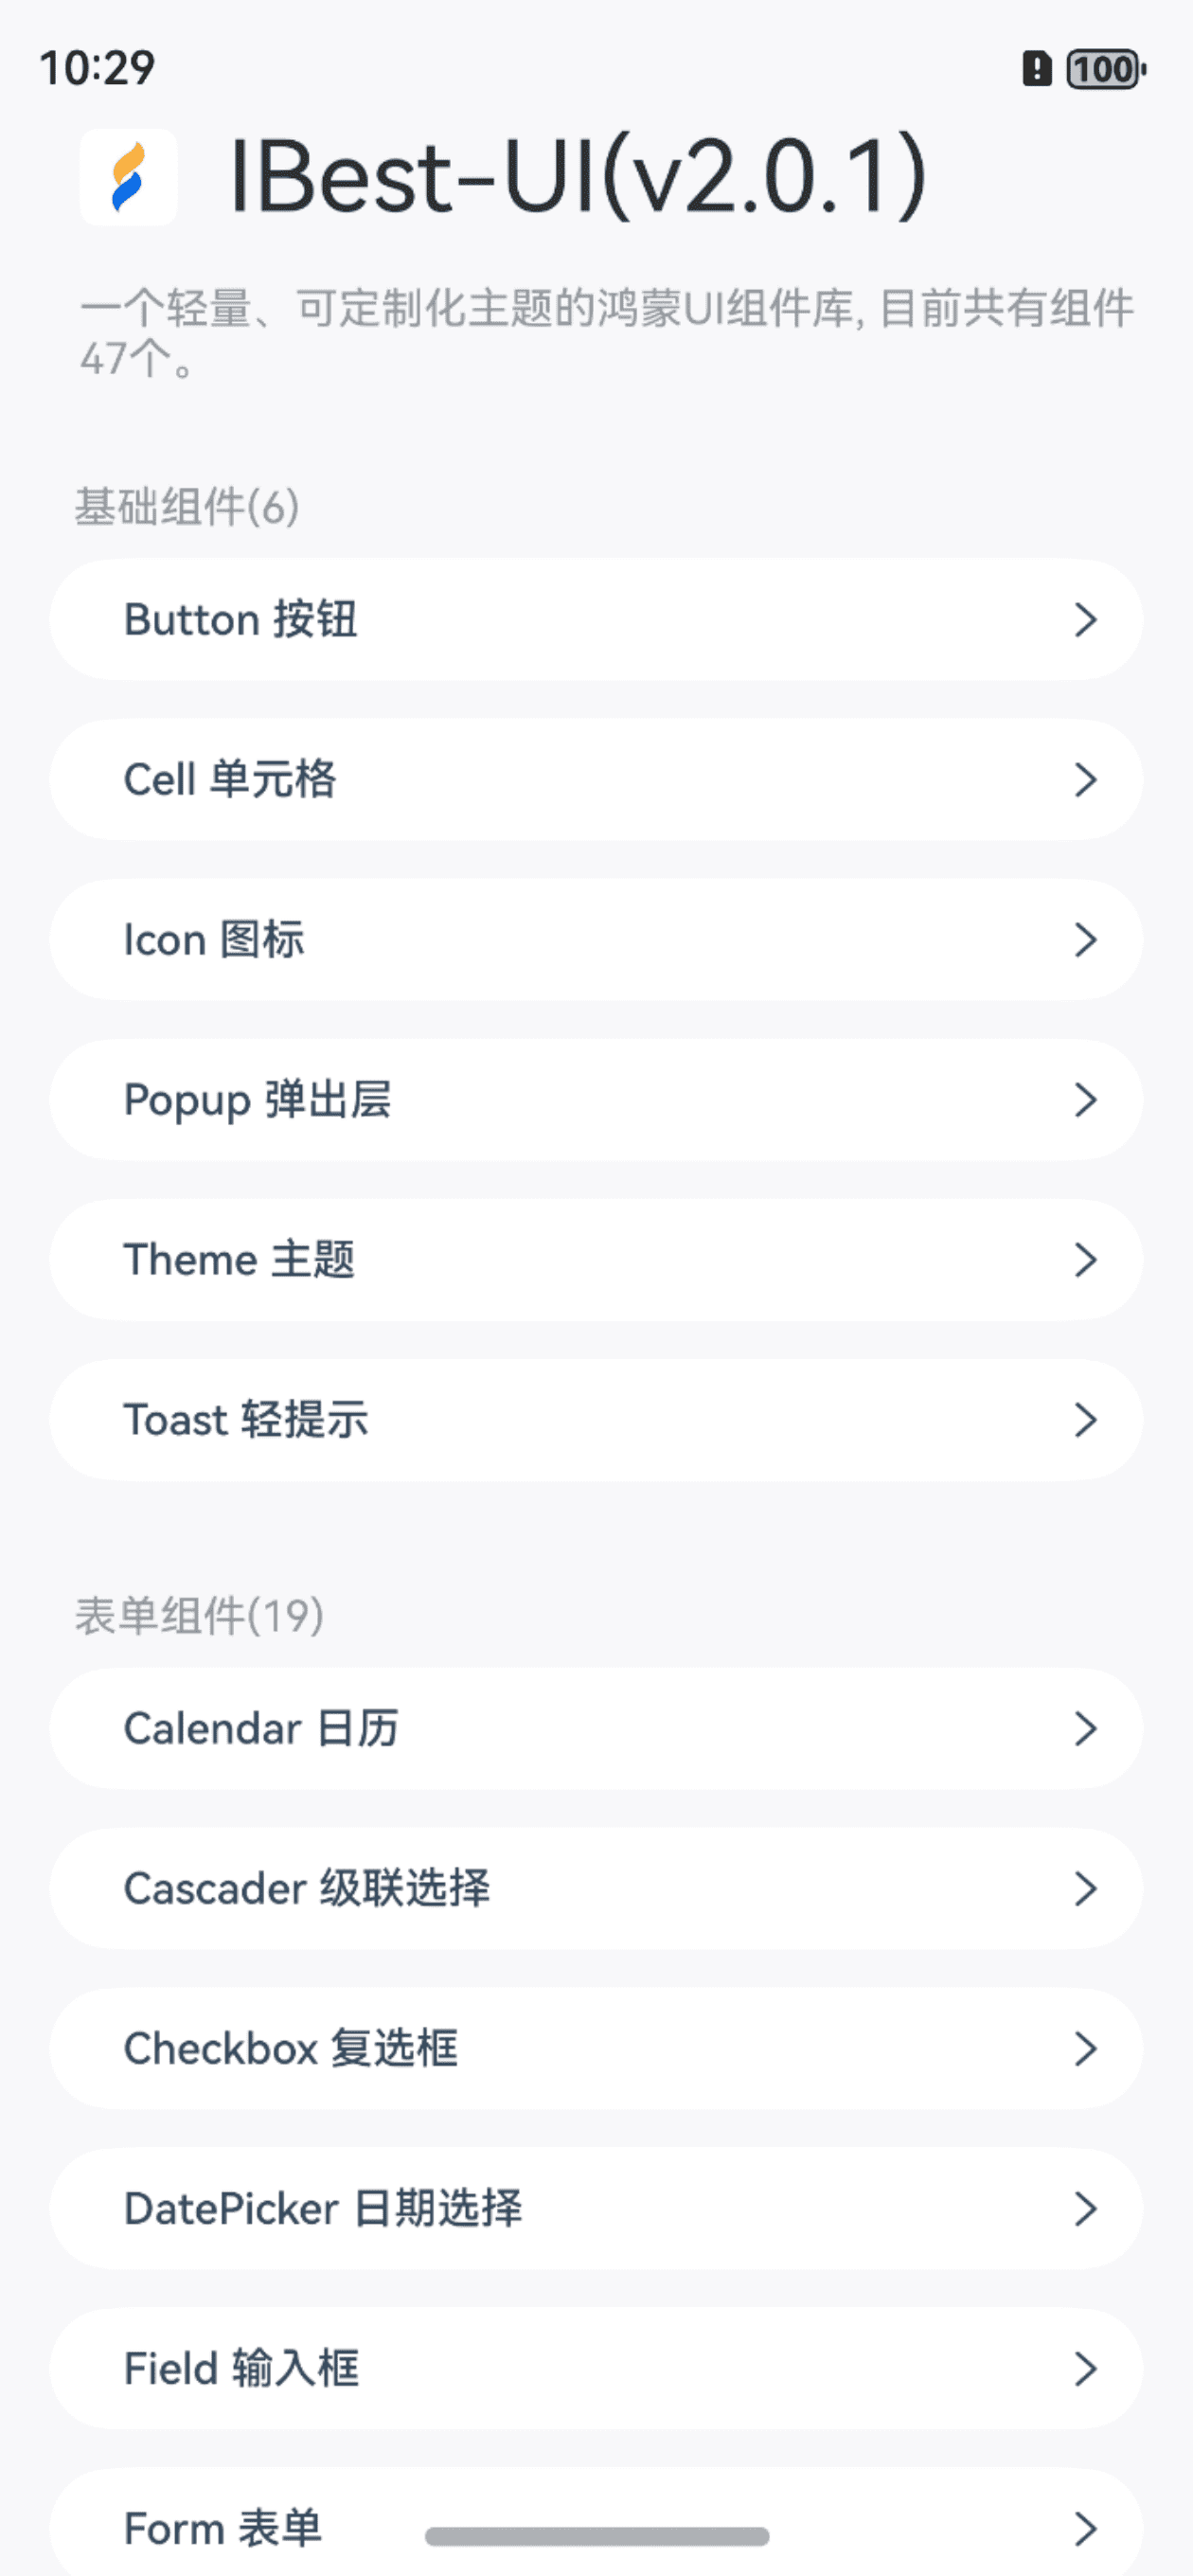 10:29
100
IBest-UI(v2.0.1)
一个轻量、可定制化主题的鸿蒙UI组件库, 目前共有组件
47个。
基础组件(6)
Button 按钮
Cell 单元格
Icon 图标
Popup 弹出层
Theme 主题
Toast 轻提示
表单组件(19)
Calendar 日历
Cascader 级联选择
Checkbox 复选框
DatePicker 日期选择
Field 输入框
Form 表单